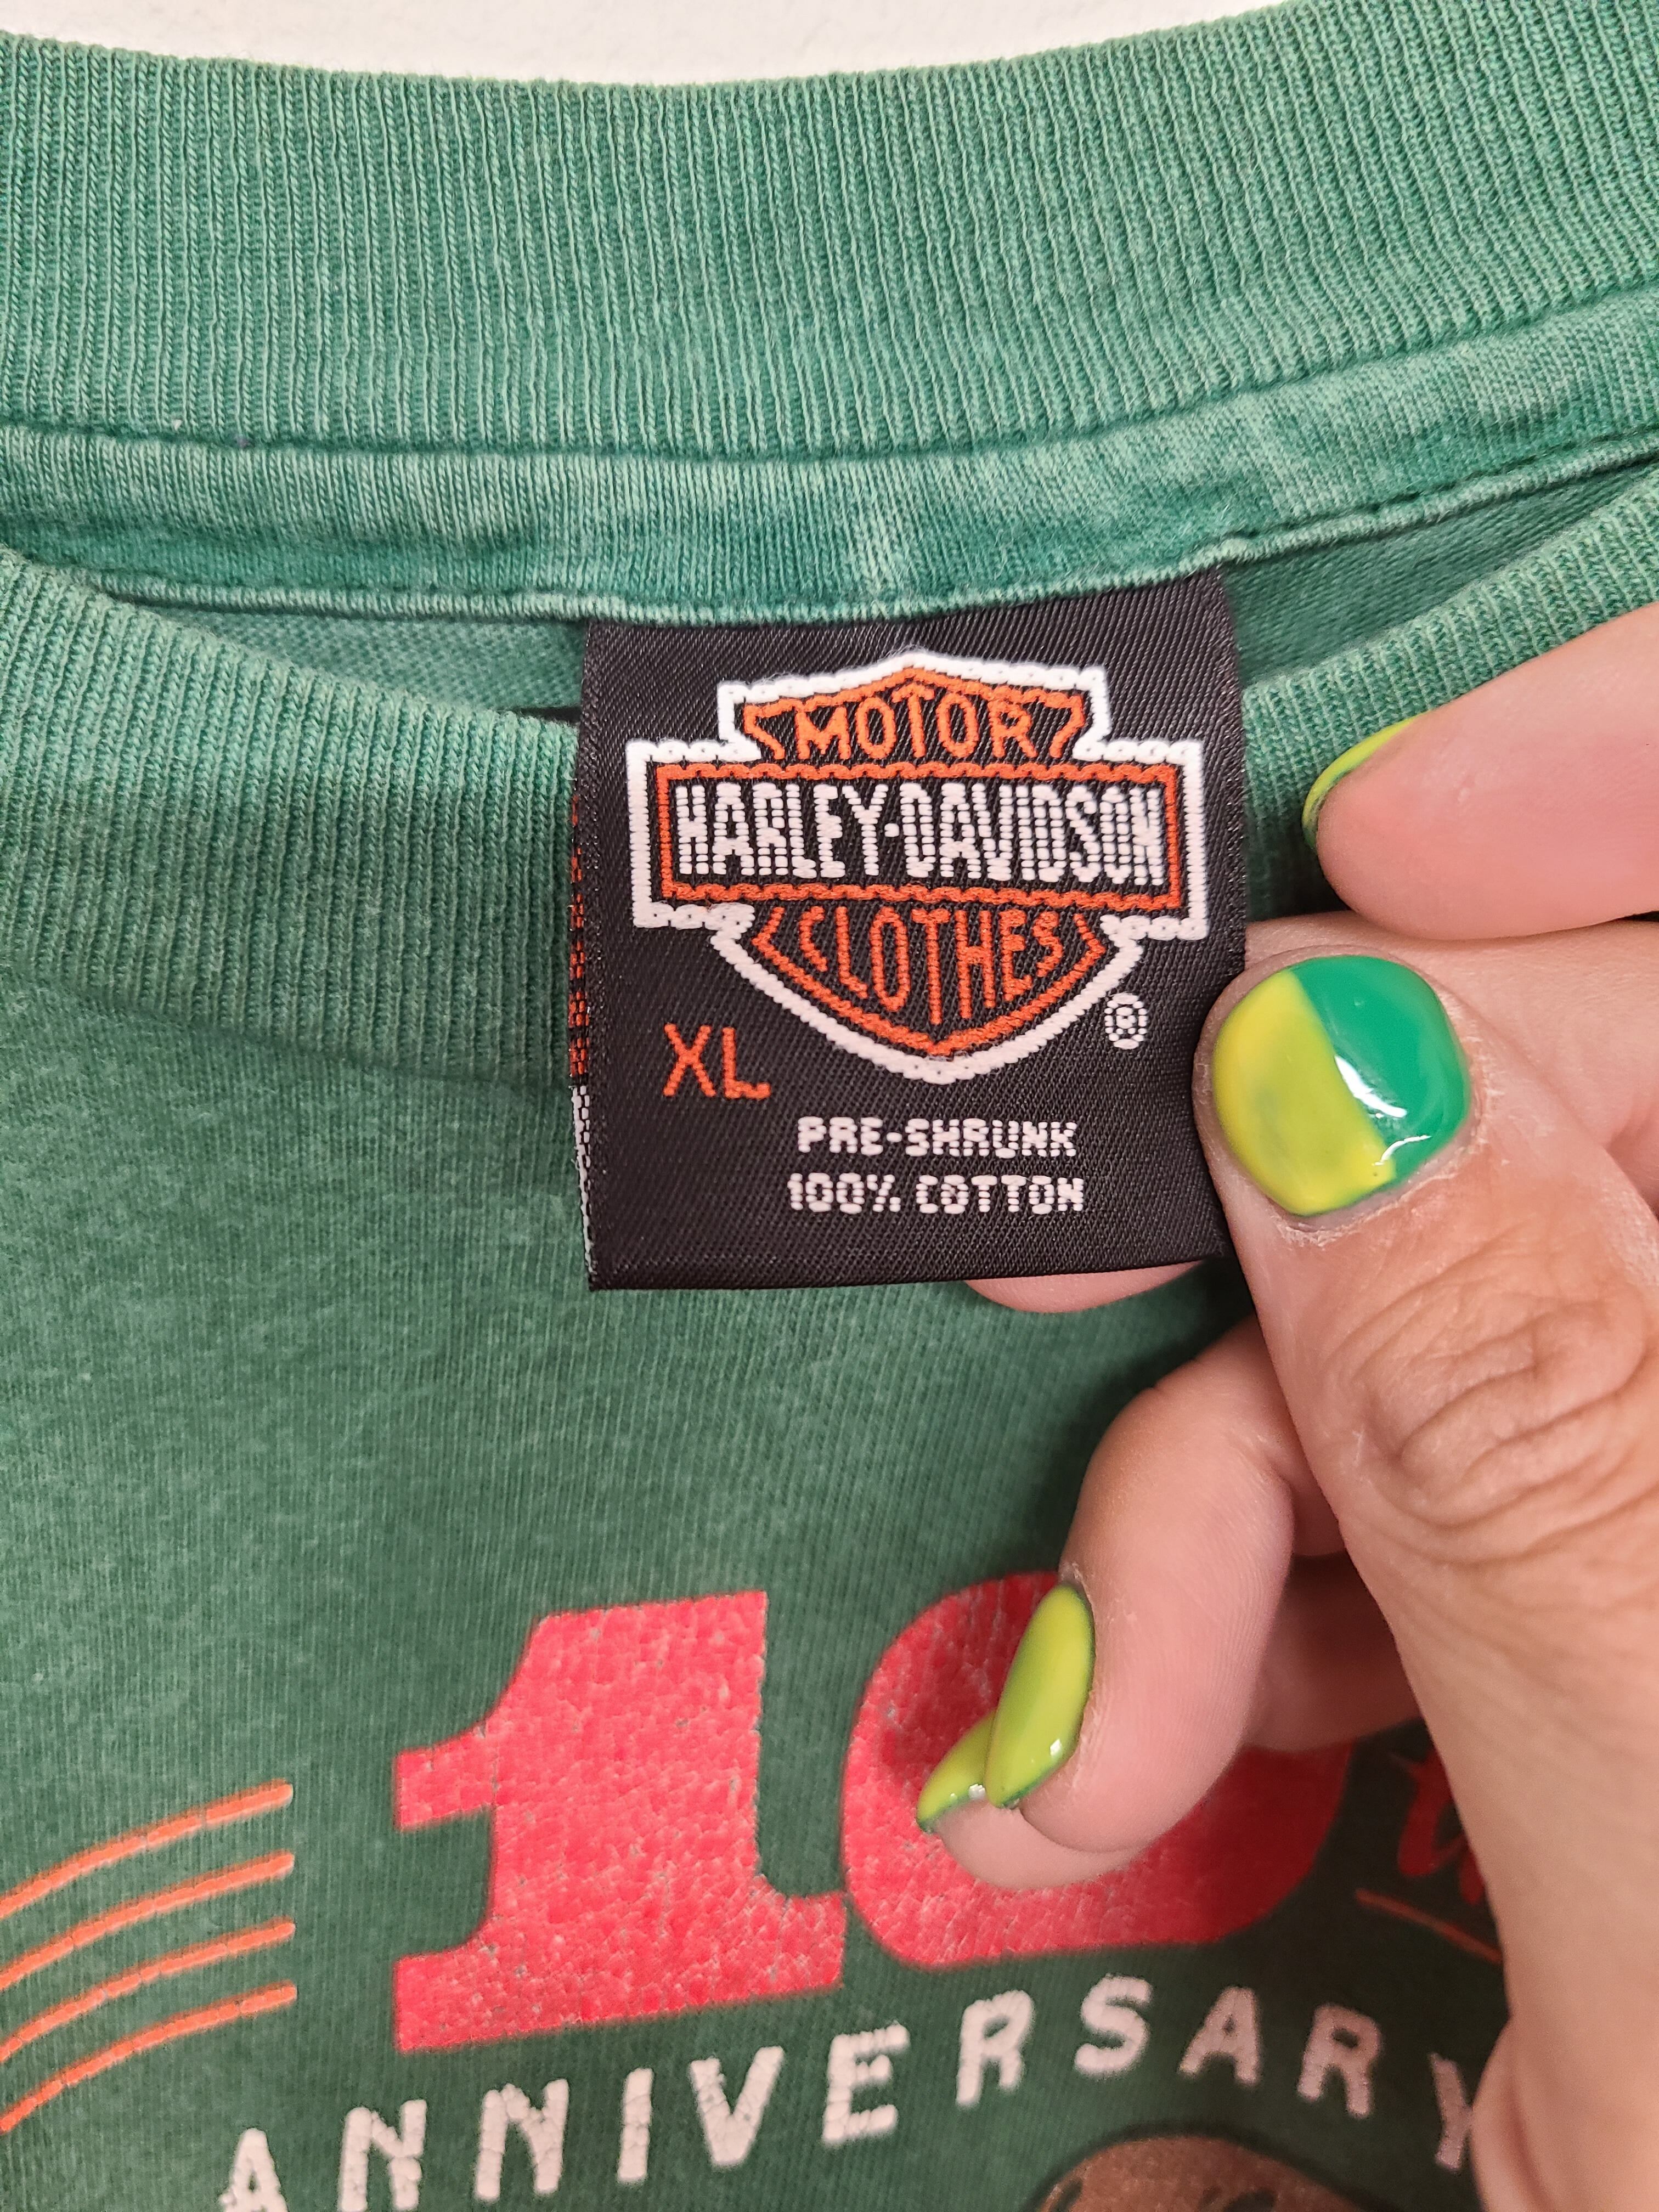 MOTOR
HARLEY-DAVIDSON
CLOTHES
®
XL
PRE-SHRUNK
100% COTTON
ANNIVERSARY